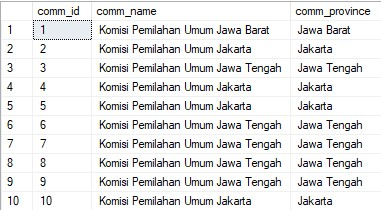 comm_id comm_name comm_province
1 1 Komisi Pemilahan Umum Jawa Barat Jawa Barat
2 2 Komisi Pemilahan Umum Jakarta Jakarta
3 3 Komisi Pemilahan Umum Jawa Tengah Jawa Tengah
4 4 Komisi Pemilahan Umum Jakarta Jakarta
5 5 Komisi Pemilahan Umum Jakarta Jakarta
6 6 Komisi Pemilahan Umum Jawa Tengah Jawa Tengah
7 7 Komisi Pemilahan Umum Jawa Tengah Jawa Tengah
8 8 Komisi Pemilahan Umum Jawa Tengah Jawa Tengah
9 9 Komisi Pemilahan Umum Jawa Tengah Jawa Tengah
10 10 Komisi Pemilahan Umum Jakarta Jakarta